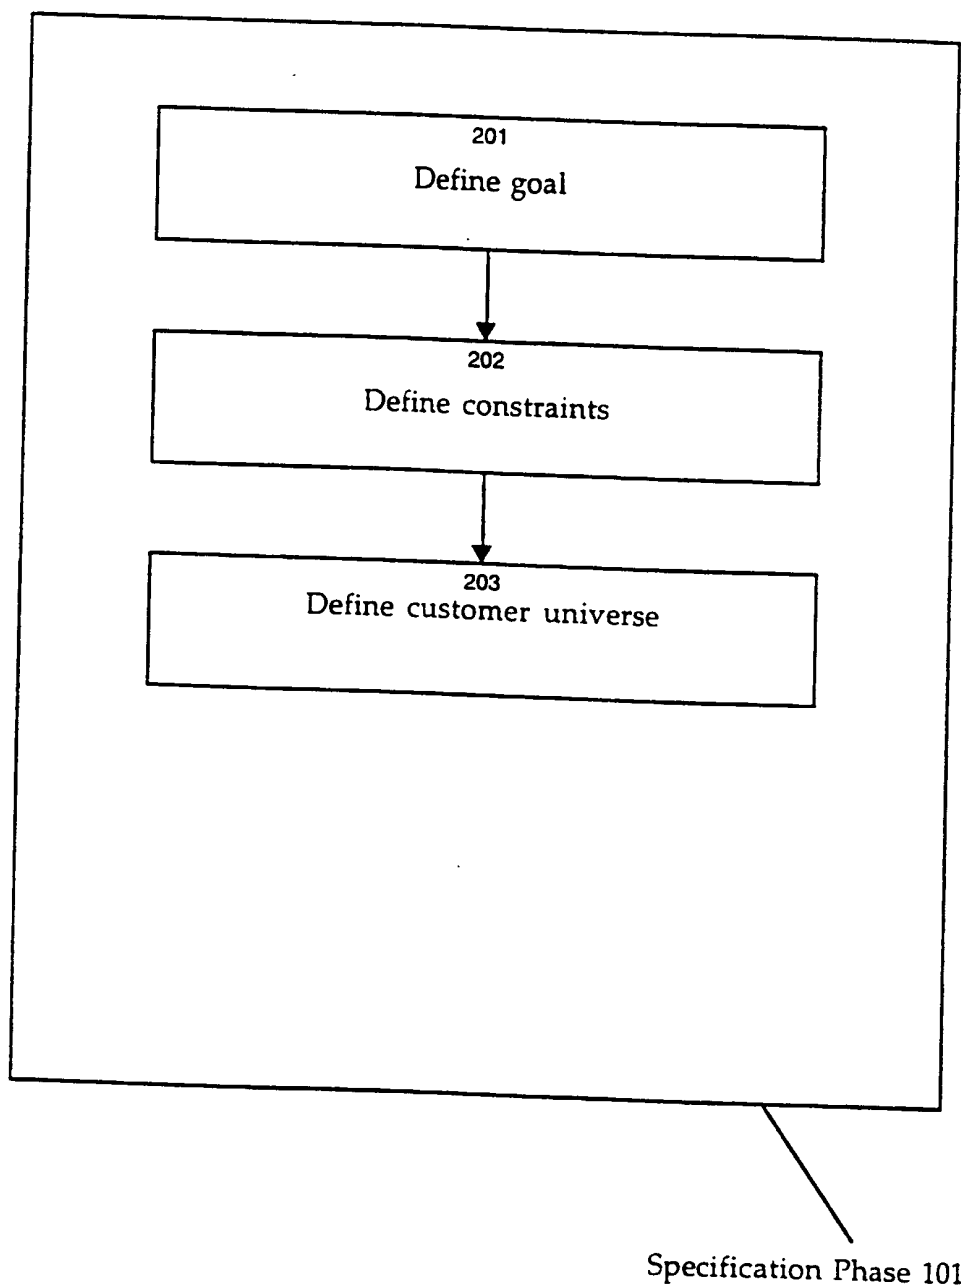 201
Define goal
202
Define constraints
203
Define customer universe
Specification Phase 101